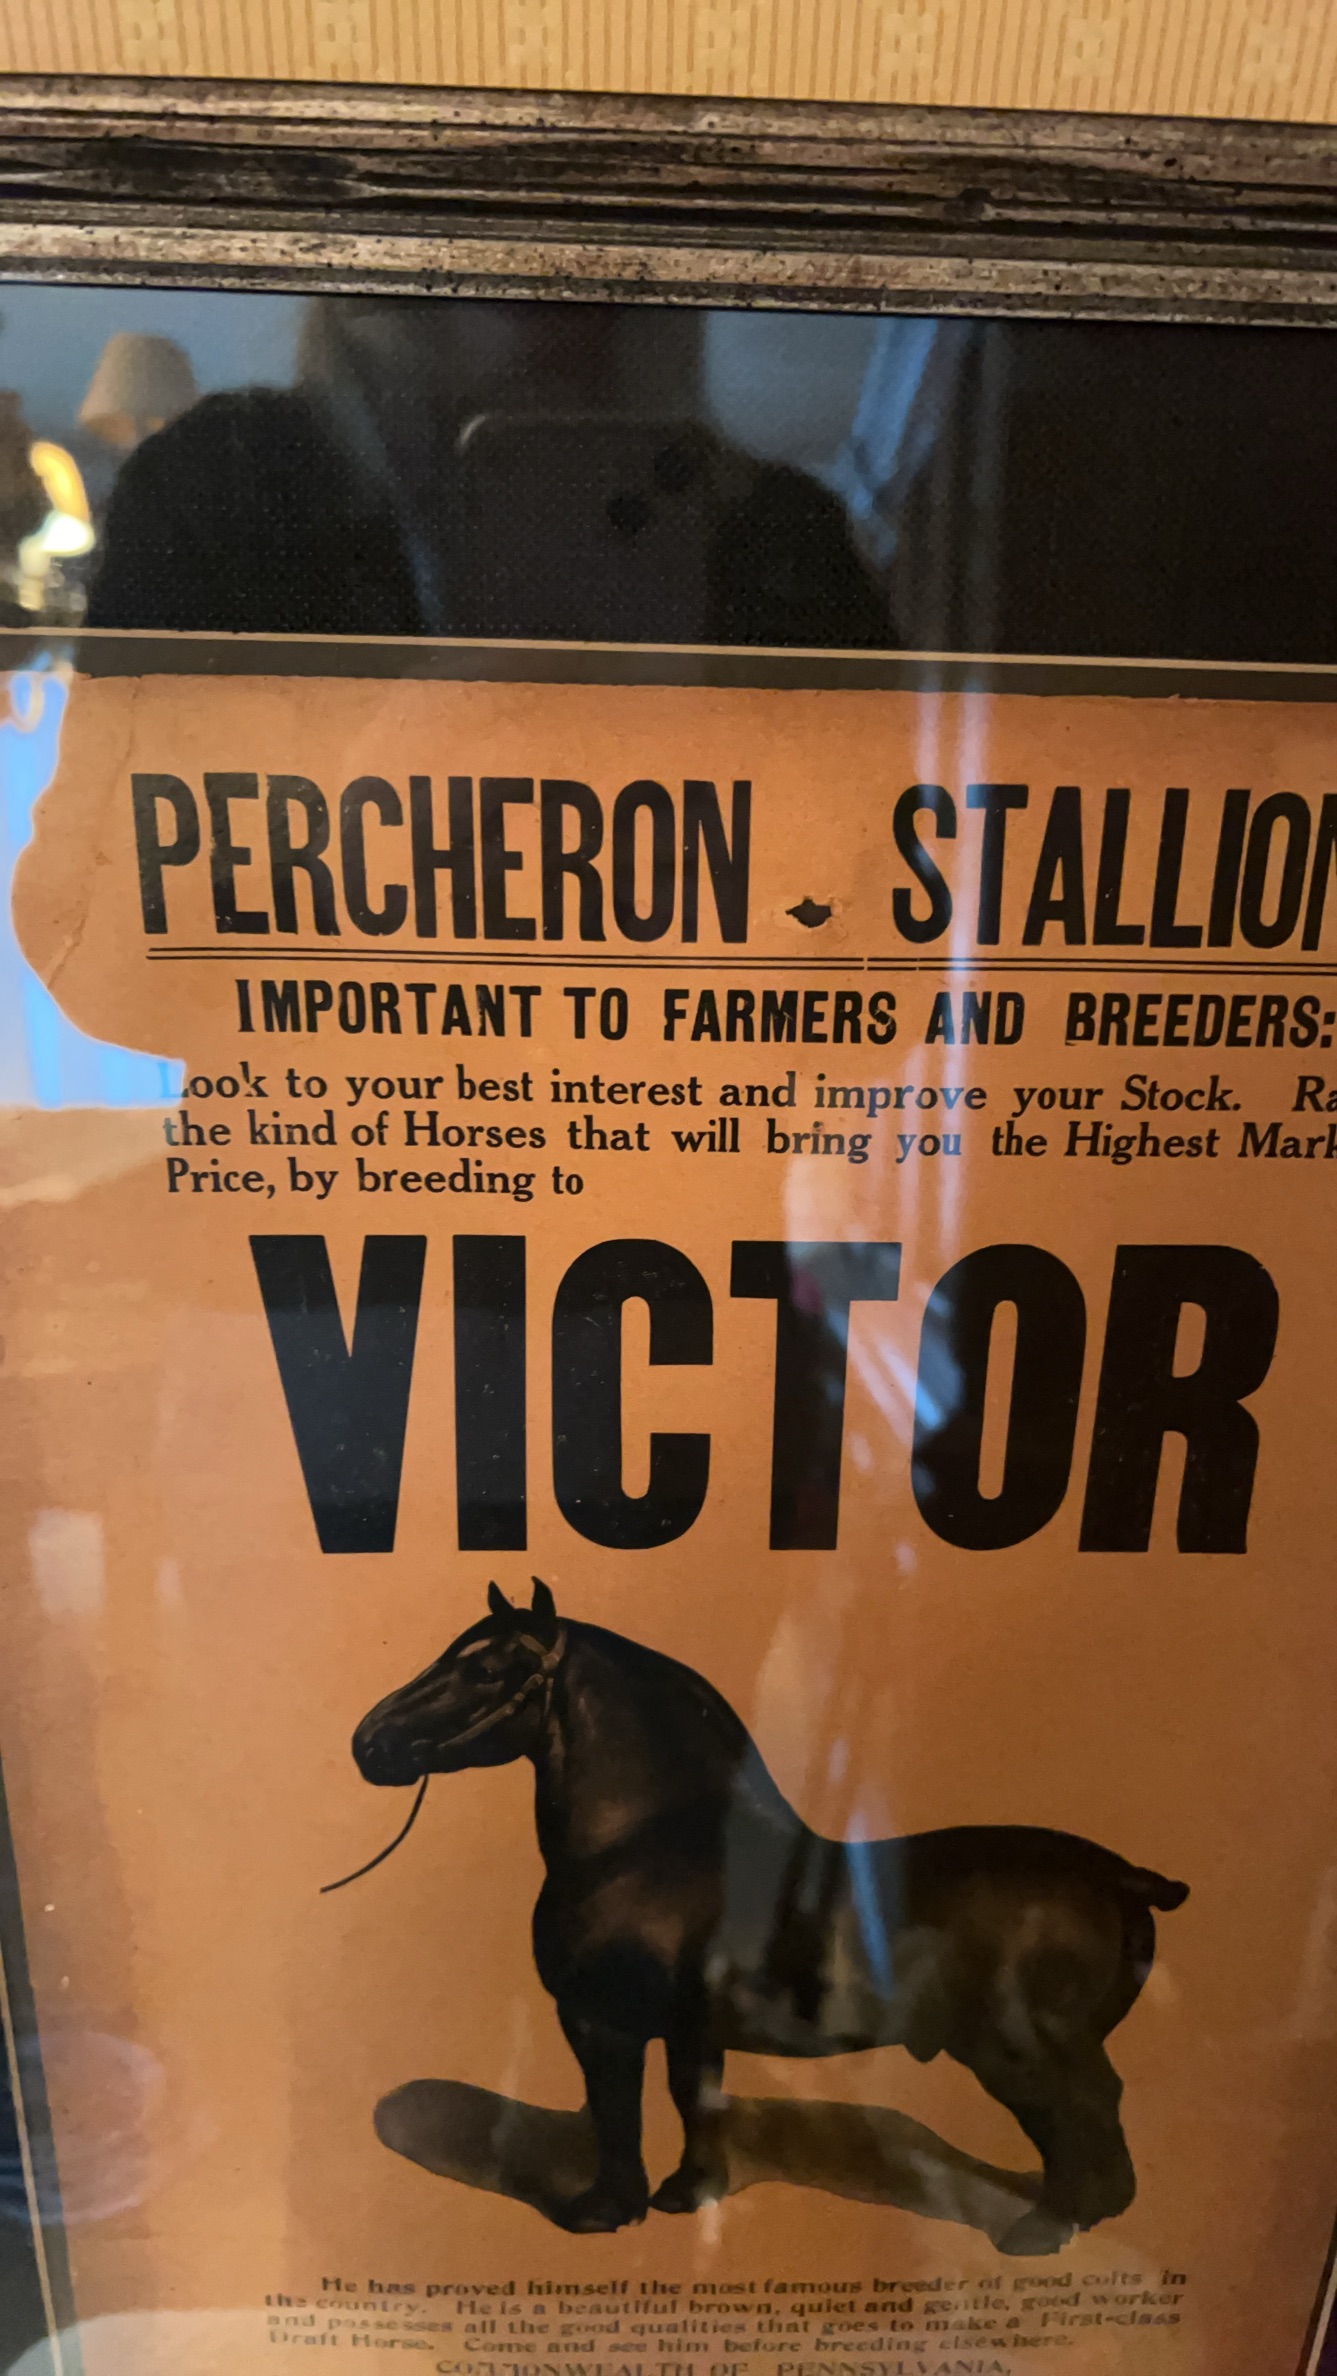 PERCHERON STALLION
IMPORTANT TO FARMERS AND BREEDERS:
Look to your best interest and improve your Stock. Ra
the kind of Horses that will bring you the Highest Mark
Price, by breeding to
VICTOR
He has proved himself the most famous breeder of good colts in
the country. He is a beautiful brown, quiet and gentle, good worker
and possesses all the good qualities that goes to make a First-class
Draft Horse. Come and see him before breeding elsewhere.
COMMONWEALTH OF PENNSYLVANIA,